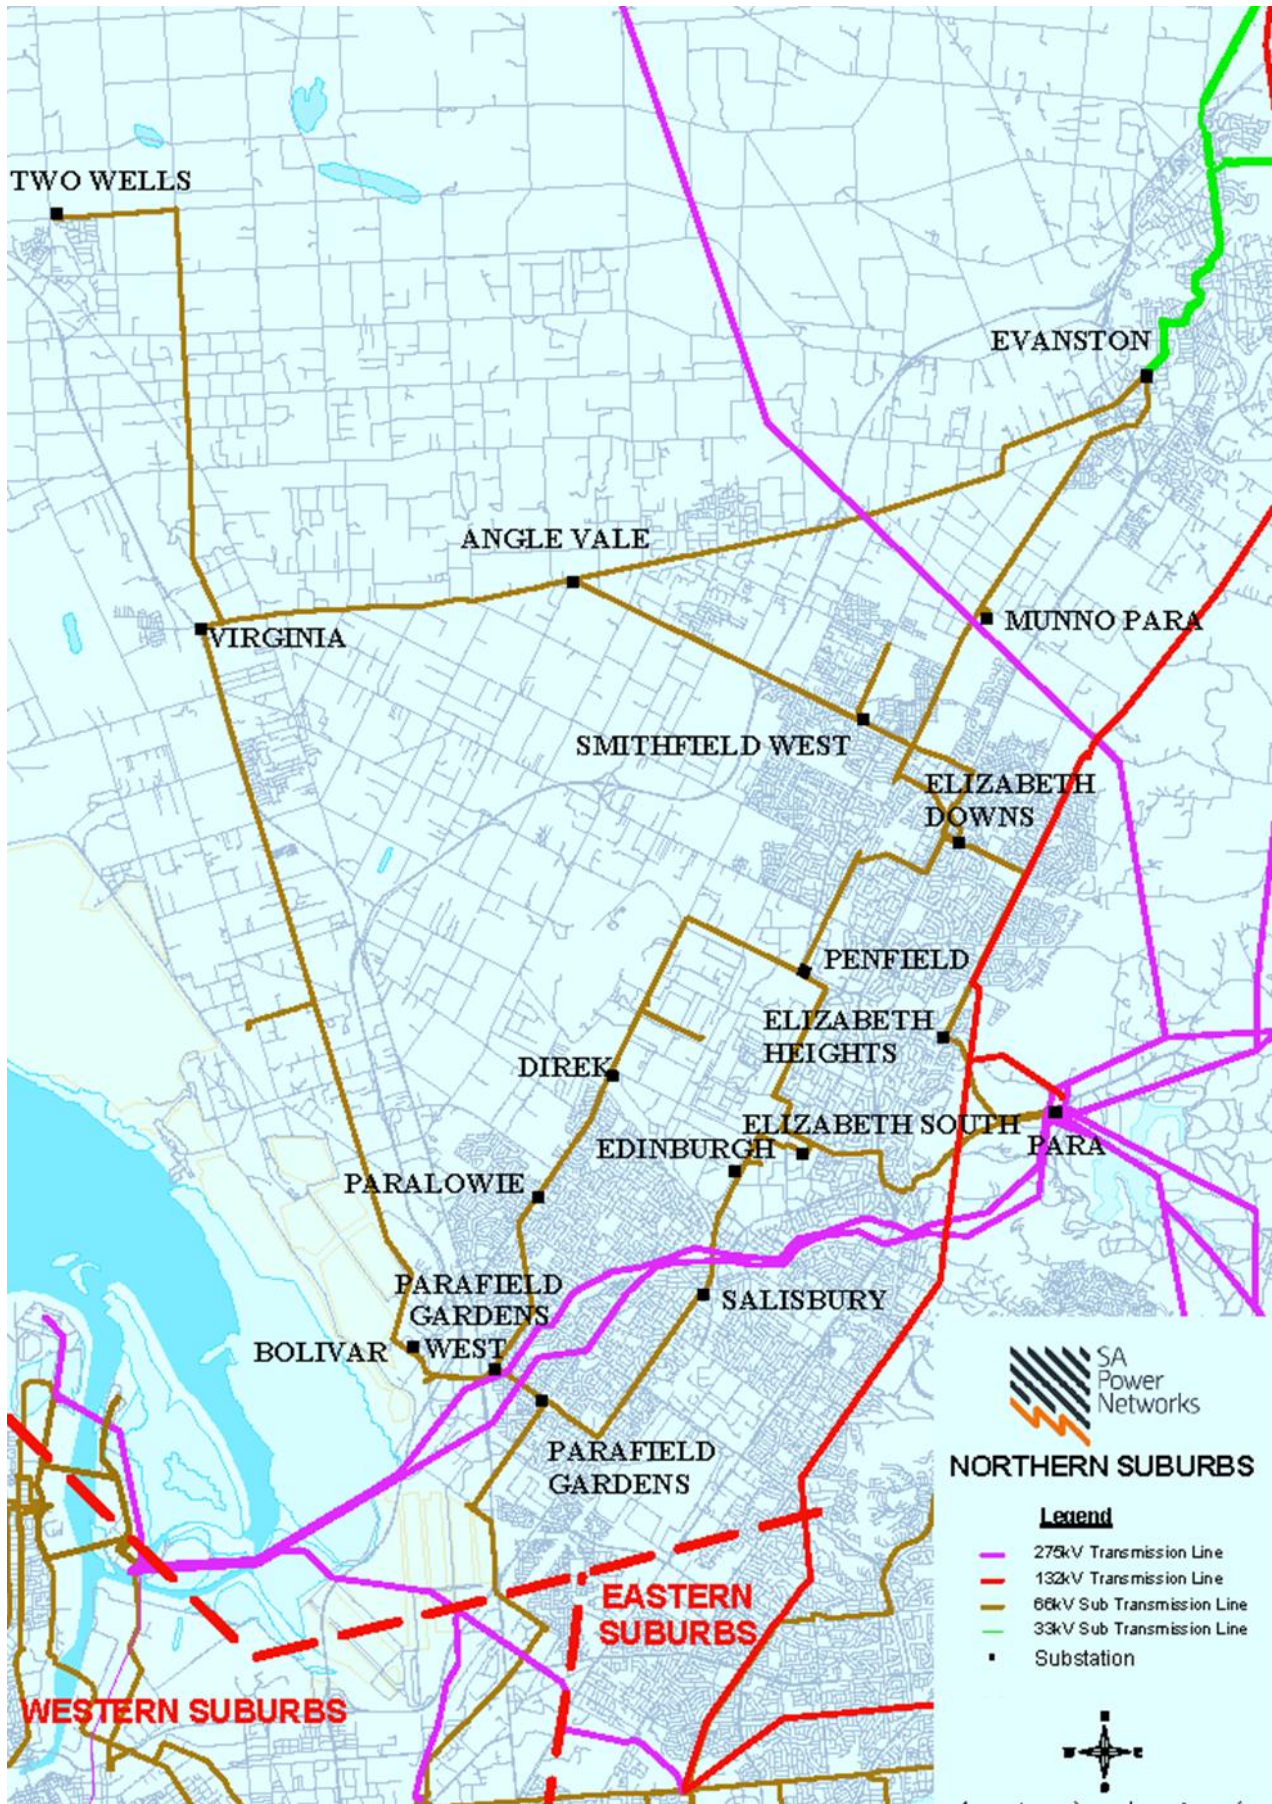 TWO WELLS
EVANSTON
ANGLE VALE
MUNNO PARA
VIRGINIA
SMITHFIELD WEST
ELIZABETH
DOWNS
PENFIELD
ELIZABETH
HEIGHTS
DIREK
ELIZABETH SOUTH
EDINBURGH
PARA
PARALOWIE
PARAFIELD
GARDENS
WEST
SALISBURY
BOLIVAR
PARAFIELD
GARDENS
SA
Power
Networks
NORTHERN SUBURBS
Legend
275kV Transmission Line
132kV Transmission Line
66kV Sub Transmission Line
33kV Sub Transmission Line
Substation
EASTERN
SUBURBS
WESTERN SUBURBS